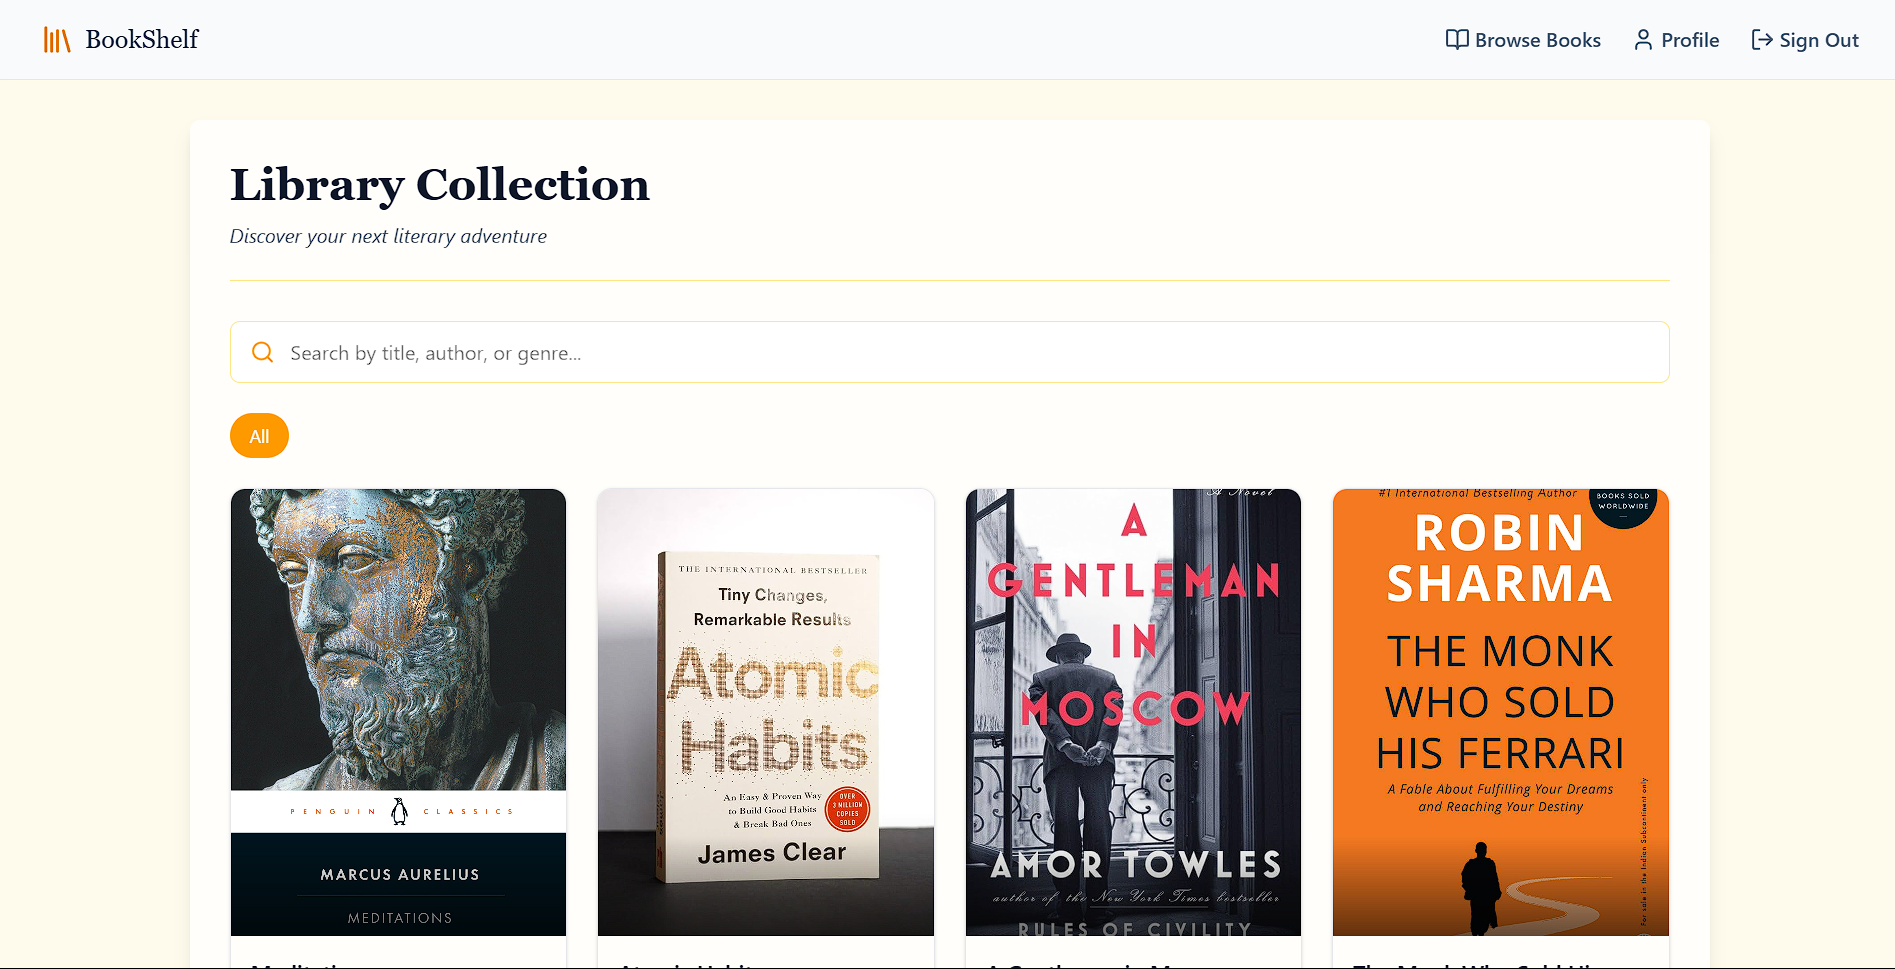 BookShelf
Browse Books
Profile
Sign Out
Library Collection
Discover your next literary adventure
Search by title, author, or genre...
All
PENGUIN CLASSICS
MARCUS AURELIUS
MEDITATIONS
THE INTERNATIONAL BESTSELLER
Tiny Changes,
Remarkable Results
Atomic
Habits
An Easy & Proven Way
to Build Good Habits
& Break Bad Ones
OVER
3 MILLION
COPIES
SOLD
James Clear
A Novel
A
GENTLEMAN
IN
MOSCOW
AMOR TOWLES
author of the New York Times bestseller
RULES OF CIVILITY
#1 International Bestselling Author
BOOKS SOLD
WORLDWIDE
ROBIN
SHARMA
THE MONK
WHO SOLD
HIS FERRARI
A Fable About Fulfilling Your Dreams
and Reaching Your Destiny
For sale in the Indian Subcontinent only